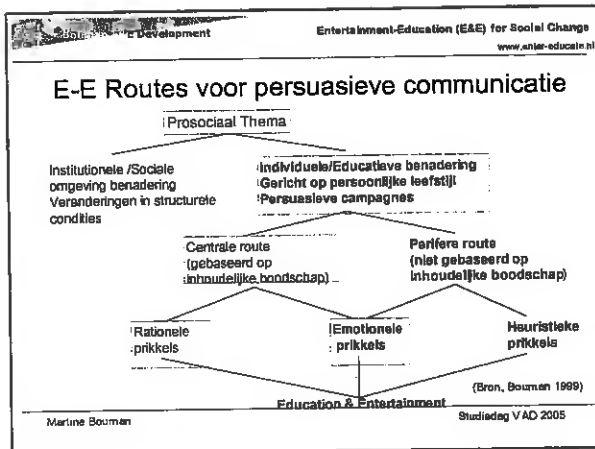 Bouman E&E Development
Entertainment-Education (E&E) for Social Change
www.enter-educate.nl
E-E Routes voor persuasieve communicatie
Prosociaal Thema
Institutionele /Sociale
omgeving benadering
Veranderingen in structurele
condities
Individuele/Educatieve benadering
Gericht op persoonlijke leefstijl
Persuasieve campagnes
Centrale route
(gebaseerd op
inhoudelijke boodschap)
Perifere route
(niet gebaseerd op
inhoudelijke boodschap)
Rationele
prikkels
Emotionele
prikkels
Heuristieke
prikkels
(Bron, Bouman 1999)
Education & Entertainment
Martine Bouman
Studiedag VAD 2005